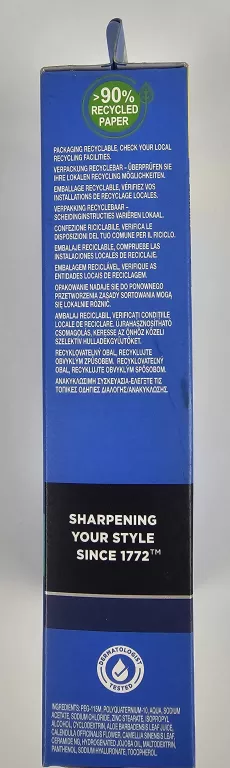 >90%
RECYCLED
PAPER
PACKAGING RECYCLABLE, CHECK YOUR LOCAL
RECYCLING FACILITIES.
VERPACKUNG RECYCLEBAR – ÜBERPRÜFEN SIE
IHRE LOKALEN RECYCLING MÖGLICHKEITEN.
EMBALLAGE RECYCLABLE, VÉRIFIEZ VOS
INSTALLATIONS DE RECYCLAGE LOCALES.
VERPAKKING RECYCLEBAAR –
SCHEIDINGINSTRUCTIES VARIËREN LOKAAL.
CONFEZIONE RICICLABILE, VERIFICA LE
DISPOSIZIONI DEL TUO COMUNE PER IL RICICLO.
EMBALAJE RECICLABLE, COMPRUEBE LAS
INSTALACIONES LOCALES DE RECICLAJE.
EMBALAGEM RECICLÁVEL, VERIFIQUE AS
ENTIDADES LOCAIS DE RECICLAGEM.
OPAKOWANIE NADAJE SIĘ DO PONOWNEGO
PRZETWORZENIA ZASADY SORTOWANIA MOGĄ
SIĘ LOKALNIE RÓŻNIĆ.
AMBALAJ RECICLABIL, VERIFICAȚI CONDIȚIILE
LOCALE DE RECICLARE. ÚJRAHASZNOSÍTHATÓ
CSOMAGOLÁS, KERESSE AZ ÖNHÖZ KÖZELI
SZELEKTÍV HULLADÉKGYŰJTŐT.
RECYKLOVATELNÝ OBAL, RECYKLUJTE
OBVYKLÝM ZPŮSOBEM. RECYKLOVATEĽNÝ
OBAL, RECYKLUJTE OBVYKLÝM SPÔSOBOM.
ΑΝΑΚΥΚΛΩΣΙΜΗ ΣΥΣΚΕΥΑΣΙΑ-ΕΛΕΓΞΤΕ ΤΙΣ
ΤΟΠΙΚΕΣ ΟΔΗΓΙΕΣ ΔΙΑΛΟΓΗΣ/ΑΝΑΚΥΚΛΩΣΗΣ.
SHARPENING
YOUR STYLE
SINCE 1772™
DERMATOLOGIST
TESTED
INGREDIENTS: PEG-115M, POLYQUATERNIUM-10, AQUA, SODIUM
ACETATE, SODIUM CHLORIDE, ZINC STEARATE, ISOPROPYL
ALCOHOL, CYCLODEXTRIN, ALOE BARBADENSIS LEAF JUICE,
CALENDULA OFFICINALIS FLOWER, CAMELLIA SINENSIS LEAF,
CERAMIDE NG, HYDROGENATED JOJOBA OIL, MALTODEXTRIN,
PANTHENOL, SODIUM HYALURONATE, TOCOPHEROL.